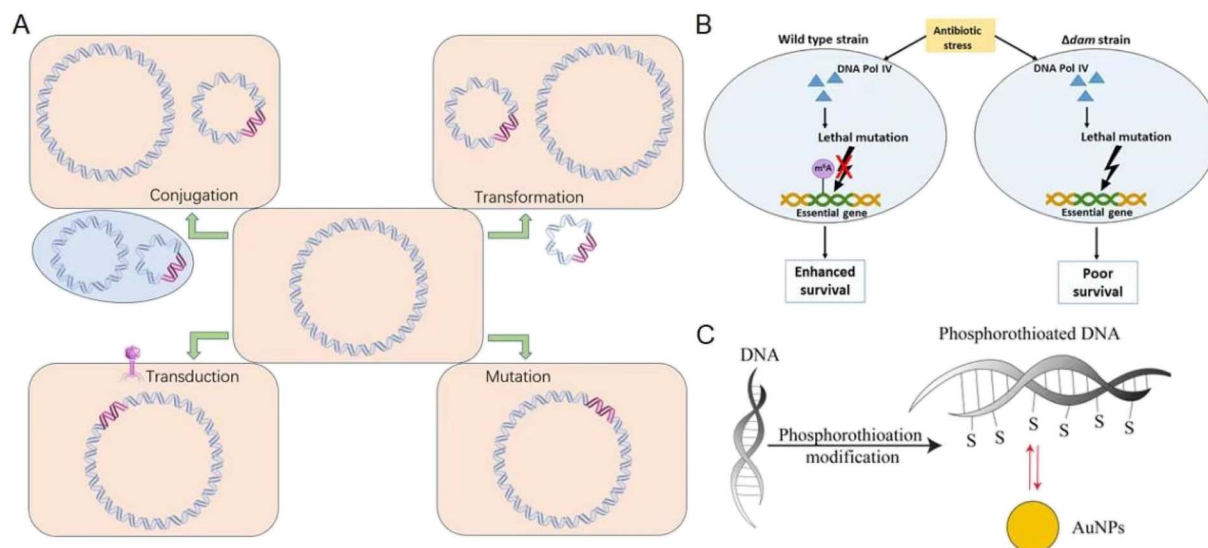 A
Conjugation
Transformation
Transduction
Mutation
B
Wild type strain
Antibiotic
stress
Δdam strain
DNA Pol IV
DNA Pol IV
Lethal mutation
Lethal mutation
m⁶A
Essential gene
Essential gene
Enhanced
survival
Poor
survival
C
DNA
Phosphorothioated DNA
Phosphorothioation
modification
S
S
S
S
S
S
AuNPs